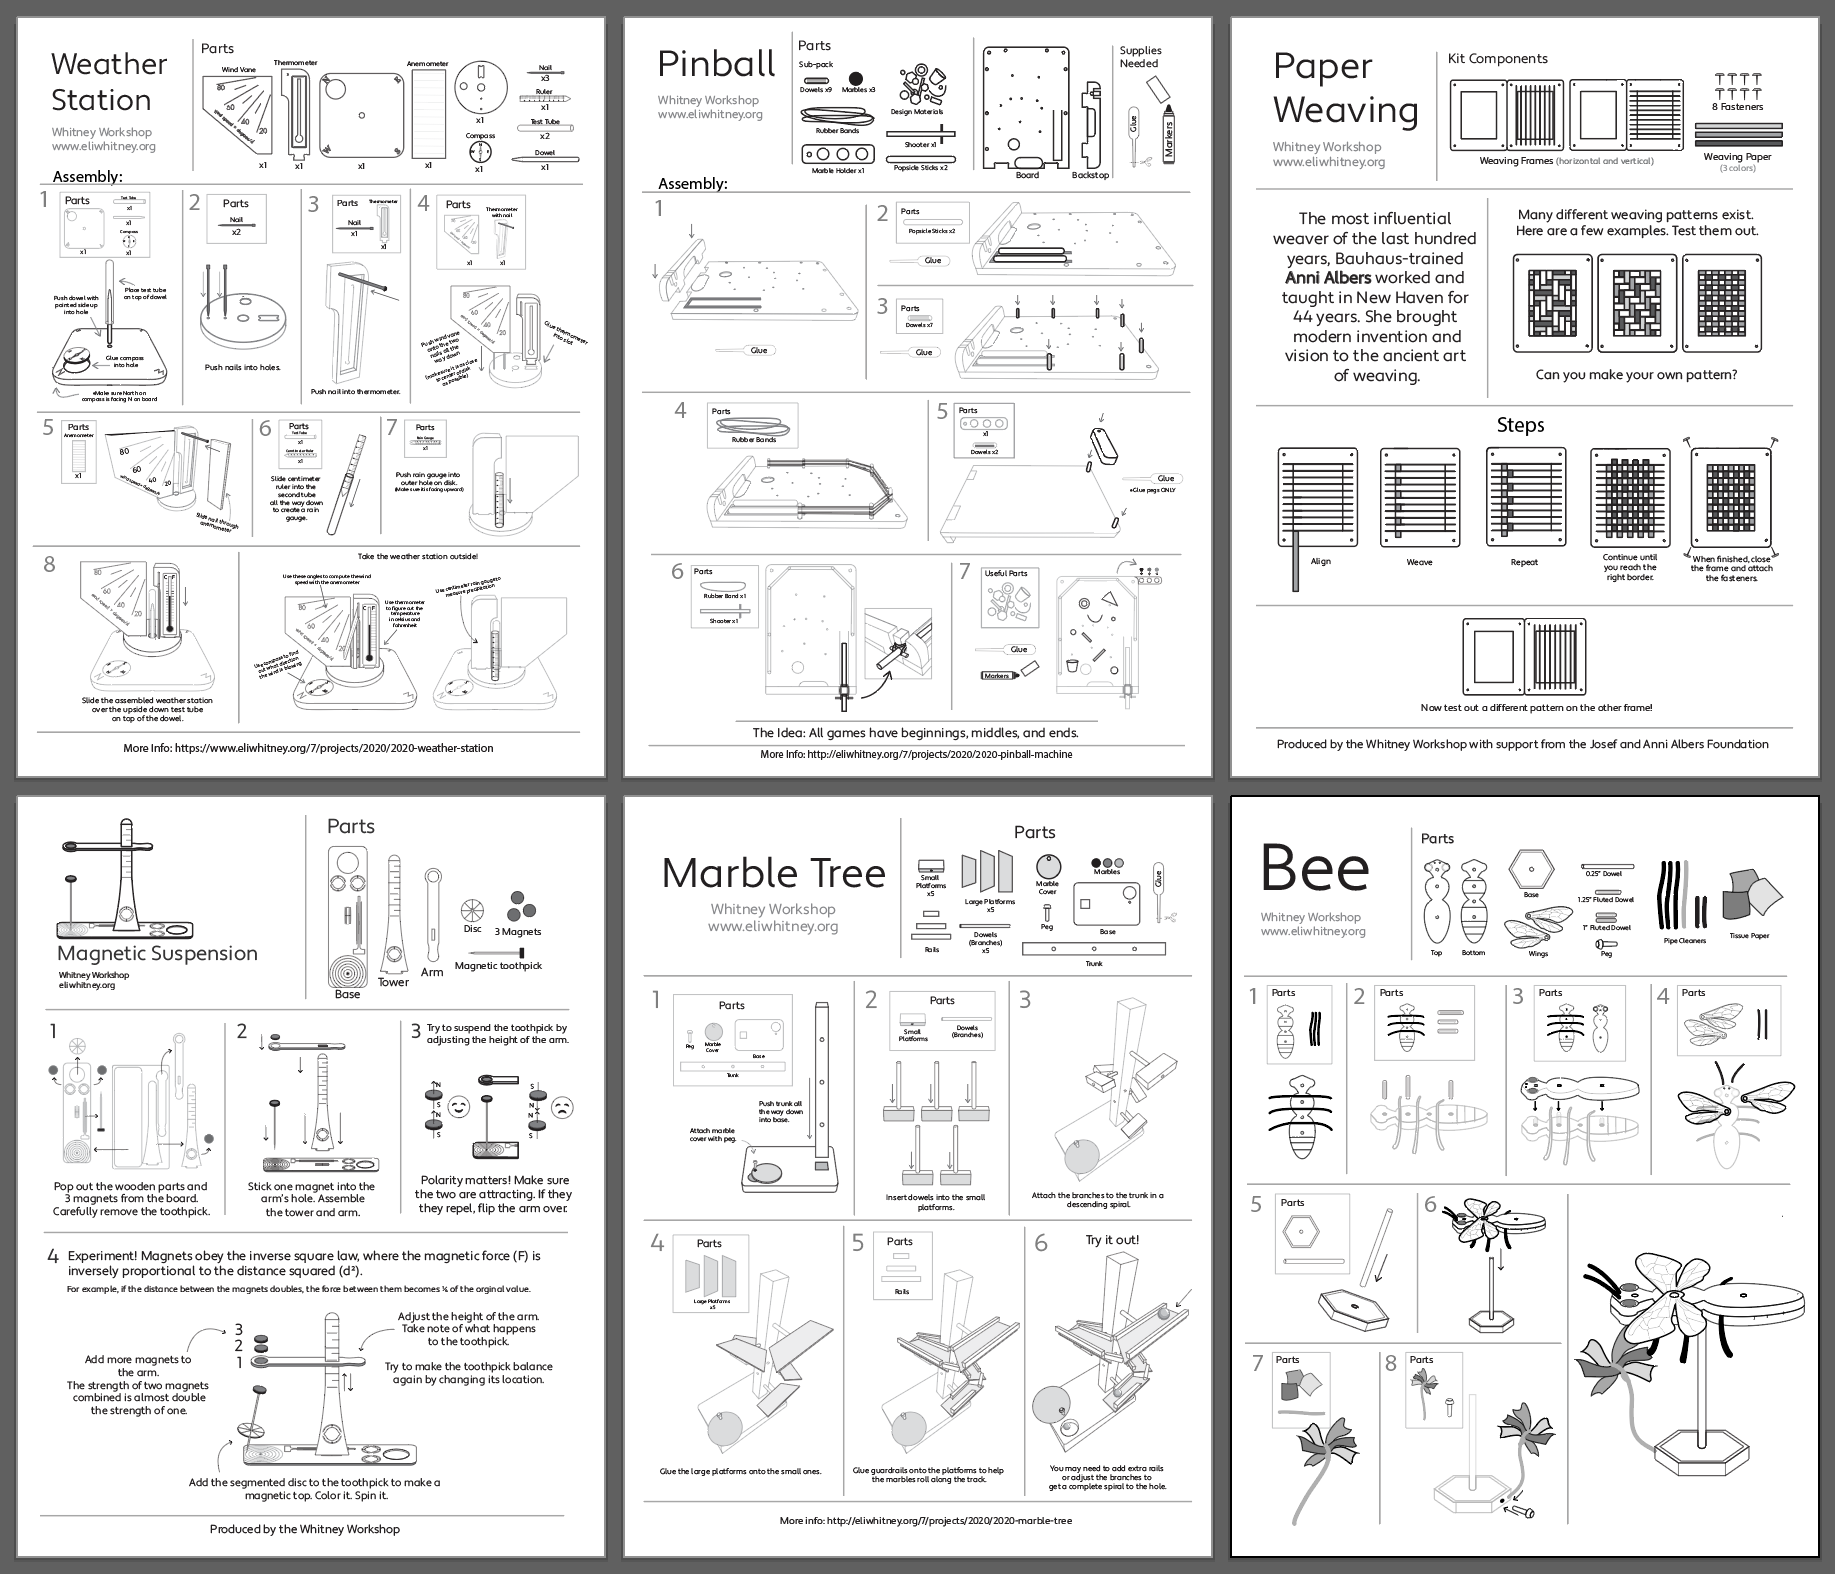 Weather
Station
Whitney Workshop
www.eliwhitney.org
Parts
Wind Vane
x1
Thermometer
x1
x1
Anemometer
x1
x1
Compass
x1
Nail
x3
Ruler
x1
Test Tube
x2
Dowel
x1
Assembly:
1
Parts
x1
Test Tube
x1
x1
Compass
x1
Push dowel with
pointed side up
into hole
Place test tube
on top of dowel
Glue compass
into hole
*Make sure North on
compass is facing N on board
2
Parts
Nail
x2
Push nails into holes.
3
Parts
Nail
x1
Thermometer
x1
Push nail into thermometer.
4
Parts
x1
Thermometer
with nail
x1
Push wind vane
onto the two
nails all the
way down
(make sure it is as close
to center of disk
as possible)
Glue thermometer
into slot
5
Parts
Anemometer
x1
Slide nail through
anemometer
6
Parts
Test Tube
x1
Centimeter Ruler
x1
Slide centimeter
ruler into the
second tube
all the way down
to create a rain
gauge.
7
Parts
Rain Gauge
x1
Push rain gauge into
outer hole on disk.
(Make sure it is facing upward)
8
Slide the assembled weather station
over the upside down test tube
on top of the dowel.
Take the weather station outside!
Use these angles to compute the wind
speed with the anemometer
Use thermometer
to figure out the
temperature
in celsius and
fahrenheit
Use compass to find
out what direction
the wind is blowing
Use centimeter rain gauge to
measure precipitation
More Info: https://www.eliwhitney.org/7/projects/2020/2020-weather-station
Pinball
Whitney Workshop
www.eliwhitney.org
Parts
Sub-pack
Dowels x9
Marbles x3
Rubber Bands
Marble Holder x1
Design Materials
Shooter x1
Popsicle Sticks x2
Board
Backstop
Supplies
Needed
Glue
Markers
Assembly:
1
Glue
2
Parts
Popsicle Sticks x2
Glue
3
Parts
Dowels x7
Glue
4
Parts
Rubber Bands
5
Parts
x1
Dowels x2
Glue
*Glue pegs ONLY
6
Parts
Rubber Band x1
Shooter x1
7
Useful Parts
Glue
Markers
The Idea: All games have beginnings, middles, and ends.
More Info: http://eliwhitney.org/7/projects/2020/2020-pinball-machine
Paper
Weaving
Whitney Workshop
www.eliwhitney.org
Kit Components
Weaving Frames (horizontal and vertical)
8 Fasteners
Weaving Paper
(3 colors)
The most influential
weaver of the last hundred
years, Bauhaus-trained
Anni Albers worked and
taught in New Haven for
44 years. She brought
modern invention and
vision to the ancient art
of weaving.
Many different weaving patterns exist.
Here are a few examples. Test them out.
Can you make your own pattern?
Steps
Align
Weave
Repeat
Continue until
you reach the
right border.
When finished, close
the frame and attach
the fasteners.
Now test out a different pattern on the other frame!
Produced by the Whitney Workshop with support from the Josef and Anni Albers Foundation
Magnetic Suspension
Whitney Workshop
eliwhitney.org
Parts
Base
Tower
Arm
Disc
3 Magnets
Magnetic toothpick
1
Pop out the wooden parts and
3 magnets from the board.
Carefully remove the toothpick.
2
Stick one magnet into the
arm's hole. Assemble
the tower and arm.
3
Try to suspend the toothpick by
adjusting the height of the arm.
N
S
N
S
S
N
N
S
Polarity matters! Make sure
the two are attracting. If they
they repel, flip the arm over.
4
Experiment! Magnets obey the inverse square law, where the magnetic force (F) is
inversely proportional to the distance squared (d²).
For example, if the distance between the magnets doubles, the force between them becomes ¼ of the orginal value.
3
2
1
Add more magnets to
the arm.
The strength of two magnets
combined is almost double
the strength of one.
Adjust the height of the arm.
Take note of what happens
to the toothpick.
Try to make the toothpick balance
again by changing its location.
Add the segmented disc to the toothpick to make a
magnetic top. Color it. Spin it.
Produced by the Whitney Workshop
Marble Tree
Whitney Workshop
www.eliwhitney.org
Parts
Small
Platforms
x5
Large Platforms
x5
Marble
Cover
Marbles
Glue
Rails
Dowels
(Branches)
x5
Peg
Base
Trunk
1
Parts
Peg
Marble
Cover
Base
Trunk
Push trunk all
the way down
into base.
Attach marble
cover with peg.
2
Parts
Small
Platforms
Dowels
(Branches)
Insert dowels into the small
platforms.
3
Attach the branches to the trunk in a
descending spiral.
4
Parts
Large Platforms
x5
Glue the large platforms onto the small ones.
5
Parts
Rails
Glue guardrails onto the platforms to help
the marbles roll along the track.
6
Try it out!
You may need to add extra rails
or adjust the branches to
get a complete spiral to the hole.
More info: http://eliwhitney.org/7/projects/2020/2020-marble-tree
Bee
Whitney Workshop
www.eliwhitney.org
Parts
Top
Bottom
Base
Wings
0.25" Dowel
1.25" Fluted Dowel
1" Fluted Dowel
Peg
Pipe Cleaners
Tissue Paper
1
Parts
2
Parts
3
Parts
4
Parts
5
Parts
6
7
Parts
8
Parts